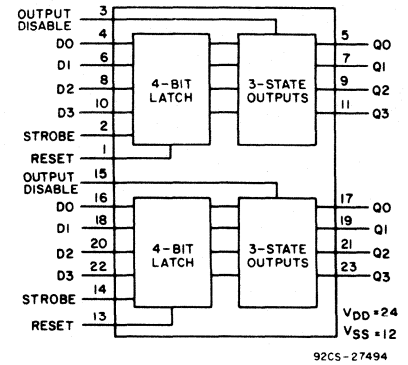 OUTPUT DISABLE 3
D0 4
D1 6
D2 8
D3 10
STROBE 2
RESET 1
4-BIT LATCH
3-STATE OUTPUTS
5 Q0
7 Q1
9 Q2
11 Q3
OUTPUT DISABLE 15
D0 16
D1 18
D2 20
D3 22
STROBE 14
RESET 13
4-BIT LATCH
3-STATE OUTPUTS
17 Q0
19 Q1
21 Q2
23 Q3
VDD = 24
VSS = 12
92CS-27494